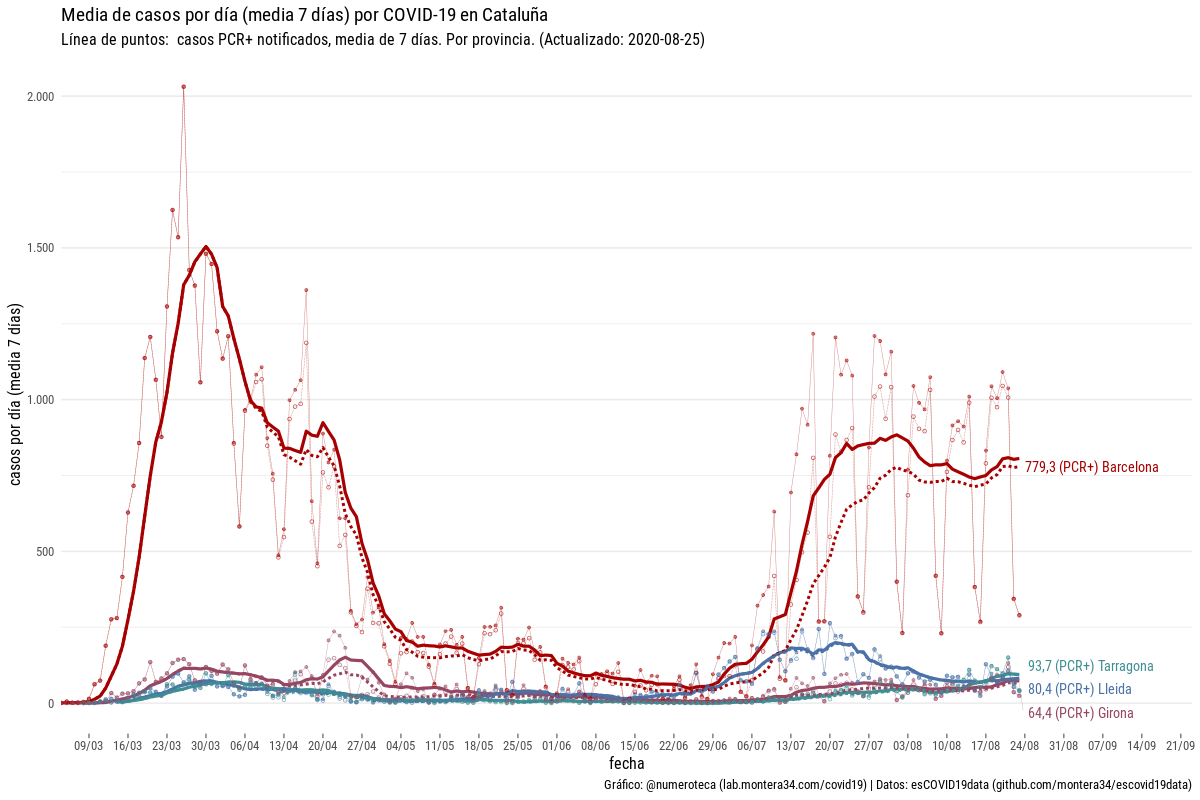 Media de casos por día (media 7 días) por COVID-19 en Cataluña
Línea de puntos:  casos PCR+ notificados, media de 7 días. Por provincia. (Actualizado: 2020-08-25)
casos por día (media 7 días)
2.000
1.500
1.000
500
0
779,3 (PCR+) Barcelona
93,7 (PCR+) Tarragona
80,4 (PCR+) Lleida
64,4 (PCR+) Girona
09/03 16/03 23/03 30/03 06/04 13/04 20/04 27/04 04/05 11/05 18/05 25/05 01/06 08/06 15/06 22/06 29/06 06/07 13/07 20/07 27/07 03/08 10/08 17/08 24/08 31/08 07/09 14/09 21/09
fecha
Gráfico: @numeroteca (lab.montera34.com/covid19) | Datos: esCOVID19data (github.com/montera34/escovid19data)